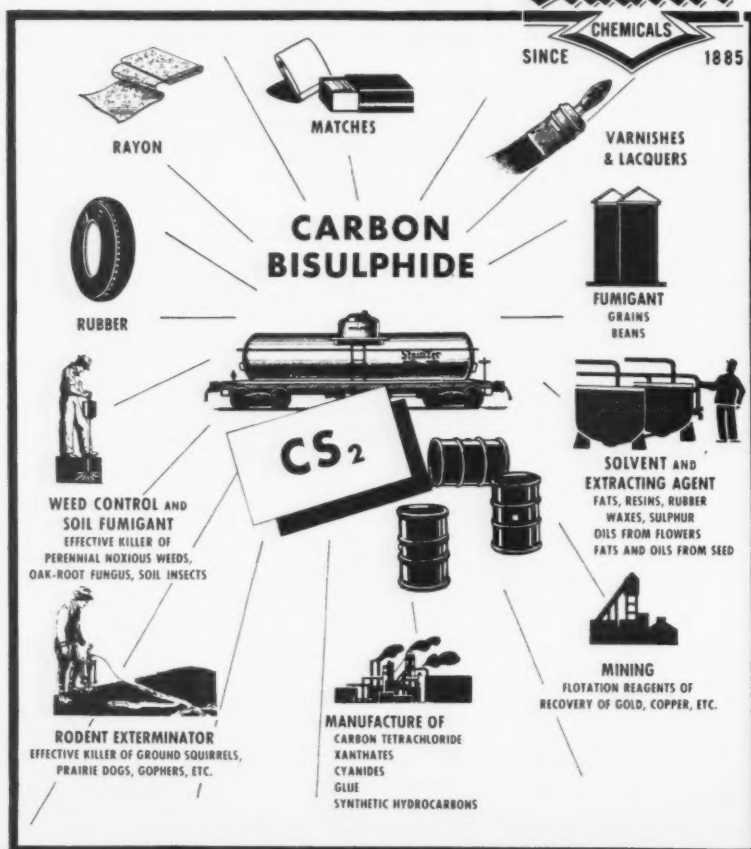 CHEMICALS
SINCE 1885
RAYON
MATCHES
VARNISHES
& LACQUERS
CARBON
BISULPHIDE
RUBBER
FUMIGANT
GRAINS
BEANS
Stauffer
CS2
WEED CONTROL AND
SOIL FUMIGANT
EFFECTIVE KILLER OF
PERENNIAL NOXIOUS WEEDS,
OAK-ROOT FUNGUS, SOIL INSECTS
SOLVENT AND
EXTRACTING AGENT
FATS, RESINS, RUBBER
WAXES, SULPHUR
OILS FROM FLOWERS
FATS AND OILS FROM SEED
RODENT EXTERMINATOR
EFFECTIVE KILLER OF GROUND SQUIRRELS,
PRAIRIE DOGS, GOPHERS, ETC.
MANUFACTURE OF
CARBON TETRACHLORIDE
XANTHATES
CYANIDES
GLUE
SYNTHETIC HYDROCARBONS
MINING
FLOTATION REAGENTS OF
RECOVERY OF GOLD, COPPER, ETC.